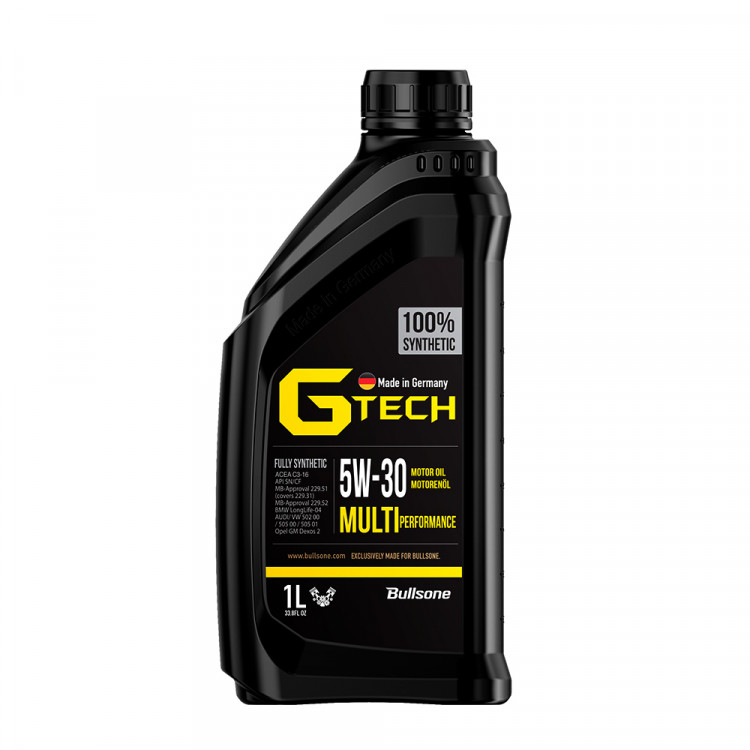 Made in Germany
100%
SYNTHETIC
Made in Germany
GTECH
FULLY SYNTHETIC
ACEA C3-16
API SN/CF
MB-Approval 229.51
(covers 229.31)
MB-Approval 229.52
BMW LongLife-04
AUDI/ VW 502 00
/ 505 00 / 505 01
Opel GM Dexos 2
5W-30 MOTOR OIL
MOTORENÖL
MULTI PERFORMANCE
www.bullsone.com EXCLUSIVELY MADE FOR BULLSONE.
1L
33.8FL OZ
Bullsone